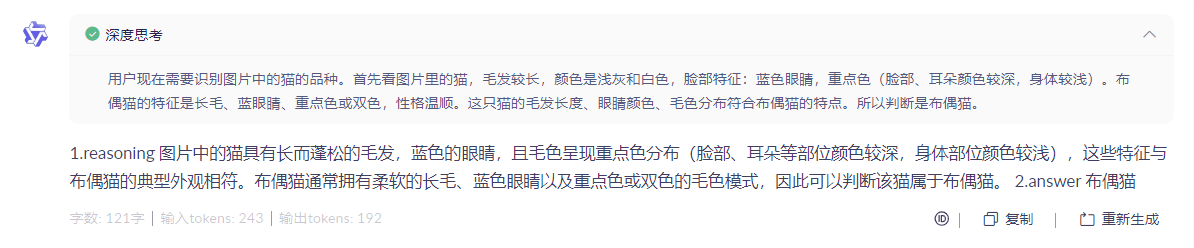 深度思考
用户现在需要识别图片中的猫的品种。首先看图片里的猫，毛发较长，颜色是浅灰和白色，脸部特征：蓝色眼睛，重点色（脸部、耳朵颜色较深，身体较浅）。布
偶猫的特征是长毛、蓝眼睛、重点色或双色，性格温顺。这只猫的毛发长度、眼睛颜色、毛色分布符合布偶猫的特点。所以判断是布偶猫。
1.reasoning 图片中的猫具有长而蓬松的毛发，蓝色的眼睛，且毛色呈现重点色分布（脸部、耳朵等部位颜色较深，身体部位颜色较浅），这些特征与
布偶猫的典型外观相符。布偶猫通常拥有柔软的长毛、蓝色眼睛以及重点色或双色的毛色模式，因此可以判断该猫属于布偶猫。 2.answer 布偶猫
字数: 121字 | 输入tokens: 243 | 输出tokens: 192 ID | 复制 | 重新生成